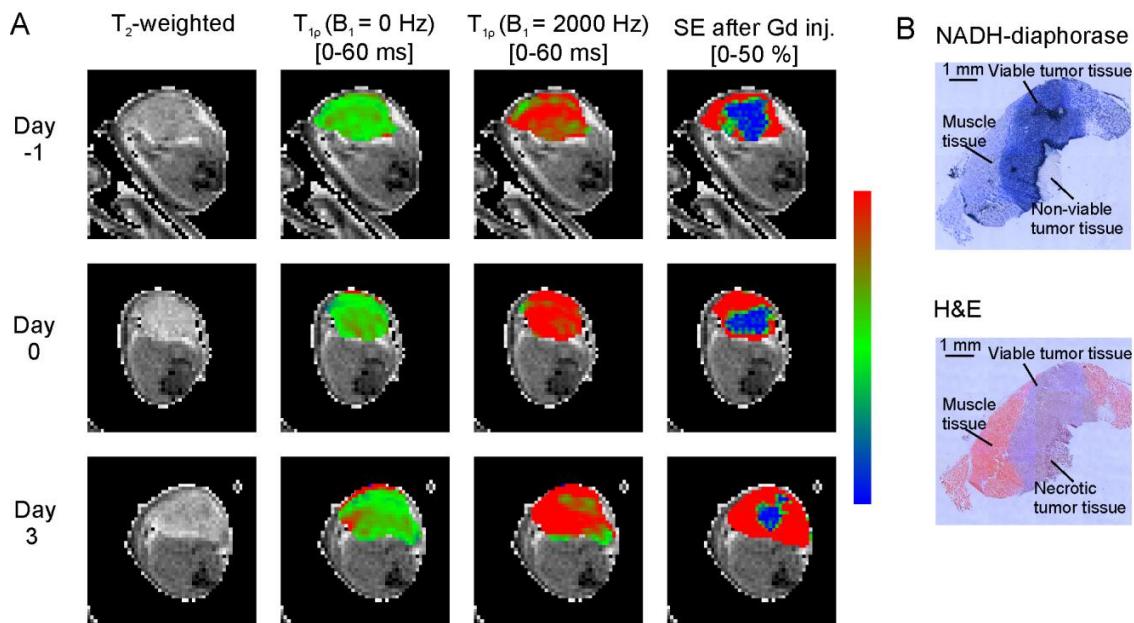 A
T₂-weighted
T₁ρ (B₁ = 0 Hz)
[0-60 ms]
T₁ρ (B₁ = 2000 Hz)
[0-60 ms]
SE after Gd inj.
[0-50 %]
Day
-1
Day
0
Day
3
B
NADH-diaphorase
1 mm
Viable tumor tissue
Muscle
tissue
Non-viable
tumor tissue
H&E
1 mm
Viable tumor tissue
Muscle
tissue
Necrotic
tumor tissue